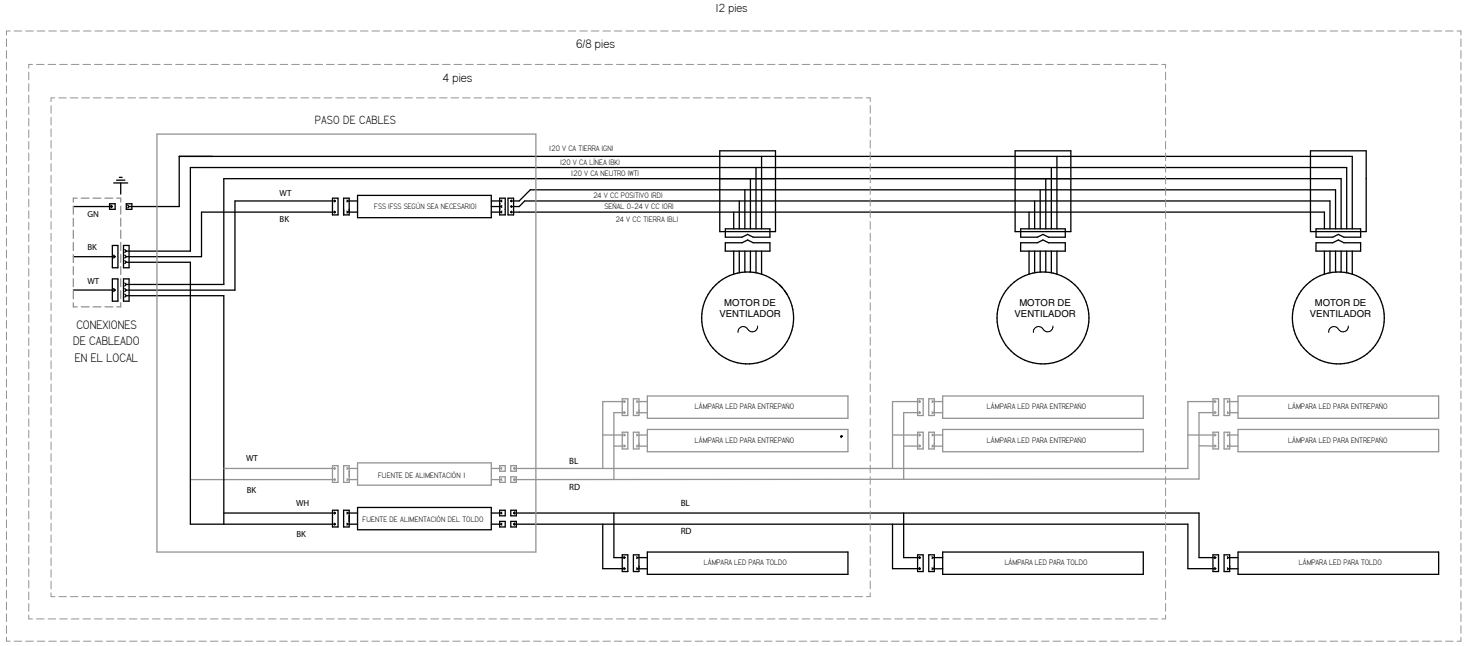 12 pies
6/8 pies
4 pies
PASO DE CABLES
120 V CA TIERRA (GN)
120 V CA LÍNEA (BK)
120 V CA NEUTRO (WT)
24 V CC POSITIVO (RD)
SEÑAL 0-24 V CC (OR)
24 V CC TIERRA (BL)
WT
FSS (FSS SEGÚN SEA NECESARIO)
BK
GN
BK
WT
CONEXIONES
DE CABLEADO
EN EL LOCAL
MOTOR DE
VENTILADOR
MOTOR DE
VENTILADOR
MOTOR DE
VENTILADOR
LÁMPARA LED PARA ENTREPAÑO
LÁMPARA LED PARA ENTREPAÑO
LÁMPARA LED PARA ENTREPAÑO
LÁMPARA LED PARA ENTREPAÑO
LÁMPARA LED PARA ENTREPAÑO
LÁMPARA LED PARA ENTREPAÑO
WT
FUENTE DE ALIMENTACIÓN 1
BK
BL
RD
WH
FUENTE DE ALIMENTACIÓN DEL TOLDO
BK
BL
RD
LÁMPARA LED PARA TOLDO
LÁMPARA LED PARA TOLDO
LÁMPARA LED PARA TOLDO